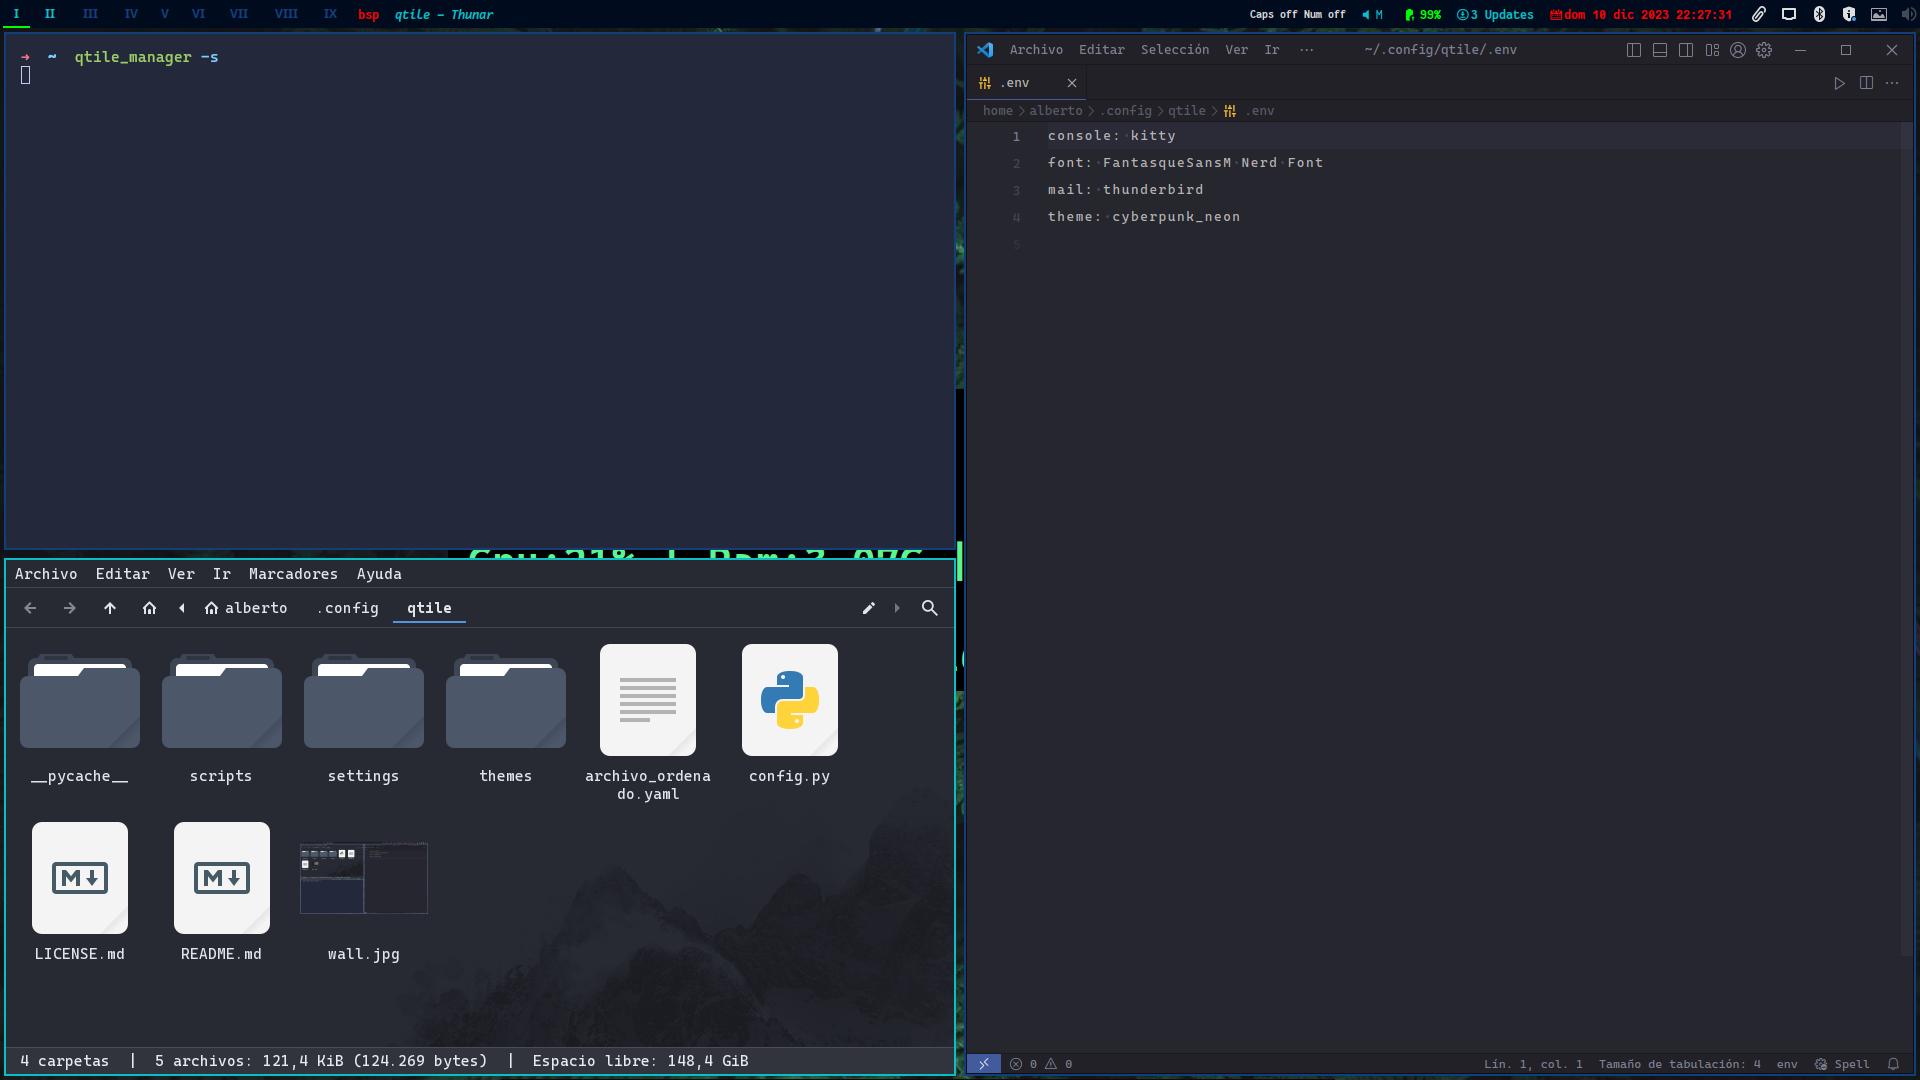 I II III IV V VI VII VIII IX bsp qtile - Thunar Caps off Num off M 99% 3 Updates dom 10 dic 2023 22:27:31
→ ~ qtile_manager -s
Archivo Editar Selección Ver Ir ··· ~/.config/qtile/.env
.env
home > alberto > .config > qtile > .env
1 console: kitty
2 font: FantasqueSansM Nerd Font
3 mail: thunderbird
4 theme: cyberpunk_neon
5
Archivo Editar Ver Ir Marcadores Ayuda
alberto .config qtile
__pycache__ scripts settings themes archivo_ordena
do.yaml config.py
LICENSE.md README.md wall.jpg
4 carpetas | 5 archivos: 121,4 KiB (124.269 bytes) | Espacio libre: 148,4 GiB
0 0 Lín. 1, col. 1 Tamaño de tabulación: 4 env Spell